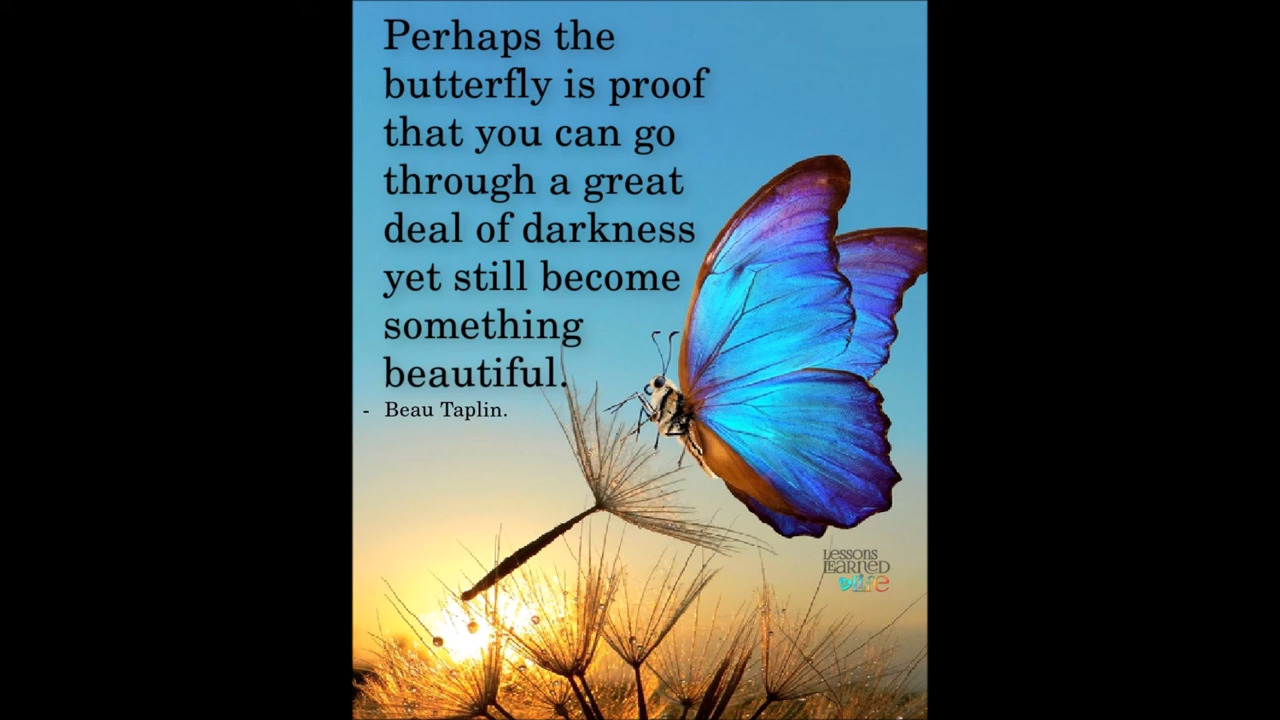 Perhaps the
butterfly is proof
that you can go
through a great
deal of darkness
yet still become
something
beautiful.
- Beau Taplin.
Lessons
Learned
in Life